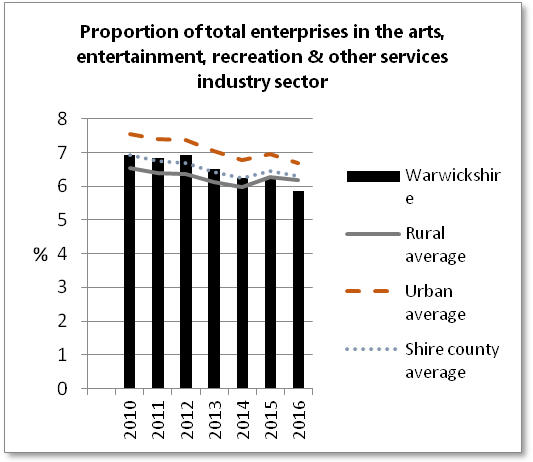 Proportion of total enterprises in the arts,
entertainment, recreation & other services
industry sector
8
7
6
5
% 4
3
2
1
0
2010 2011 2012 2013 2014 2015 2016
Warwickshir
e
Rural
average
Urban
average
Shire county
average